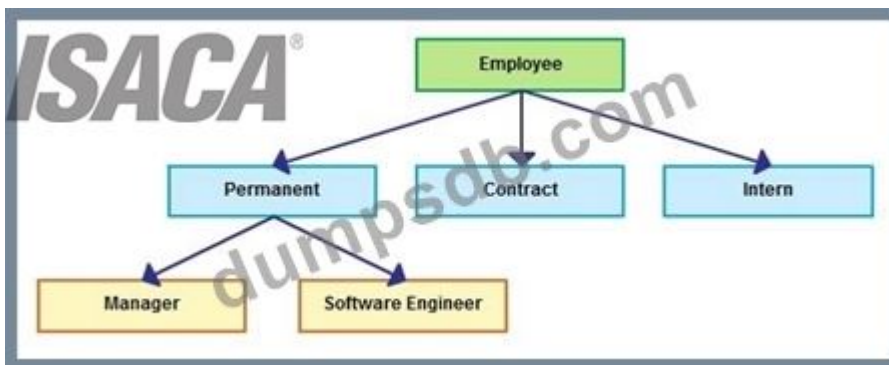 ISACA®
Employee
Permanent
Contract
Intern
Manager
Software Engineer
dumpsdb.com